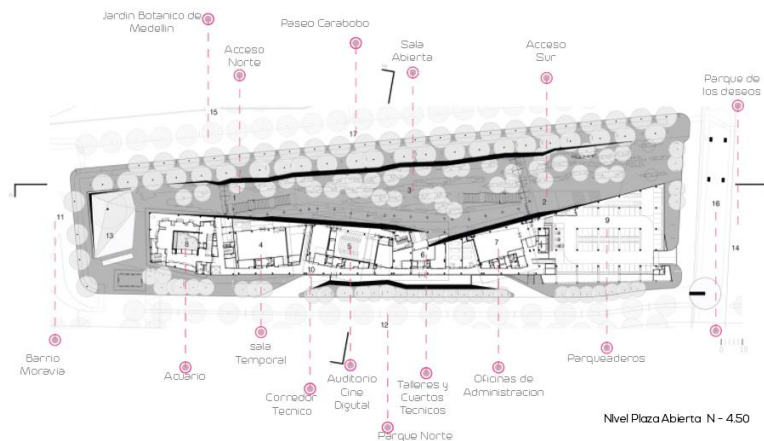 Jardin Botanico de
Medellin
Paseo Carabobo
Acceso
Norte
Sala
Abierta
Acceso
Sur
Parque de
los deseos
15
17
1
3
2
9
11
13
8
4
5
6
7
10
16
14
12
Barrio
Moravia
Acuario
sala
Temporal
Corredor
Tecnico
Auditorio
Cine
Digutal
Parque Norte
Talleres y
Cuartos
Tecnicos
Oficinas de
Administracion
Parqueaderos
Nivel Plaza Abierta N - 4.50